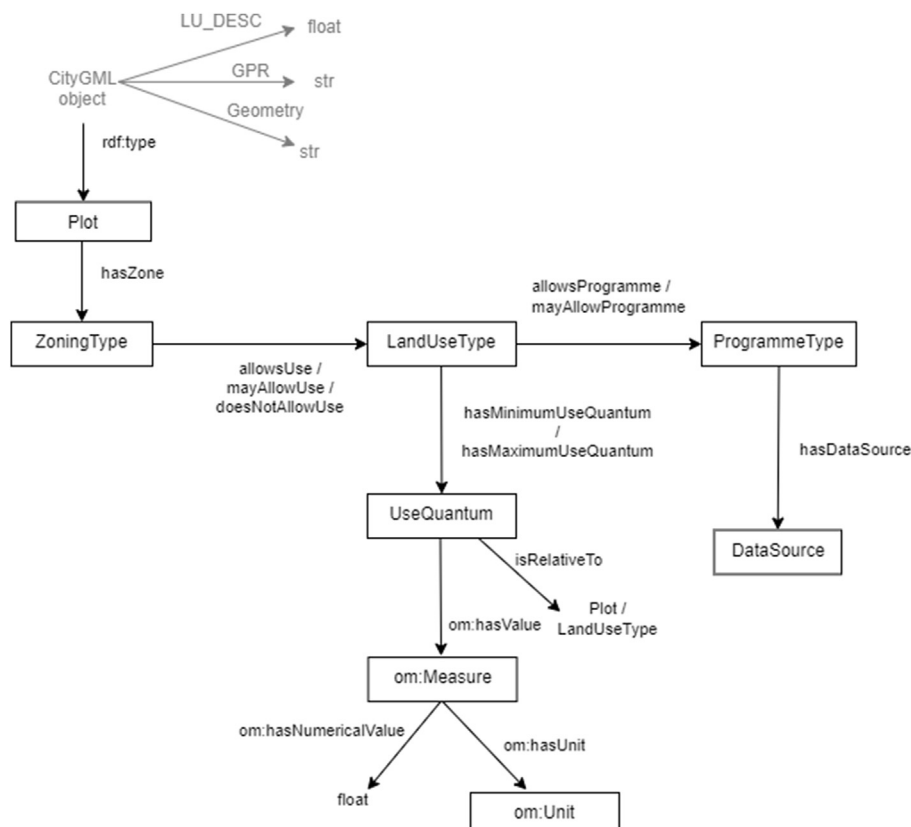 LU_DESC
float
CityGML
object
GPR
str
Geometry
str
rdf:type
Plot
hasZone
allowsProgramme /
mayAllowProgramme
ZoningType
LandUseType
ProgrammeType
allowsUse /
mayAllowUse /
doesNotAllowUse
hasMinimumUseQuantum
/
hasMaximumUseQuantum
hasDataSource
UseQuantum
DataSource
isRelativeTo
om:hasValue
Plot /
LandUseType
om:Measure
om:hasNumericalValue
om:hasUnit
float
om:Unit